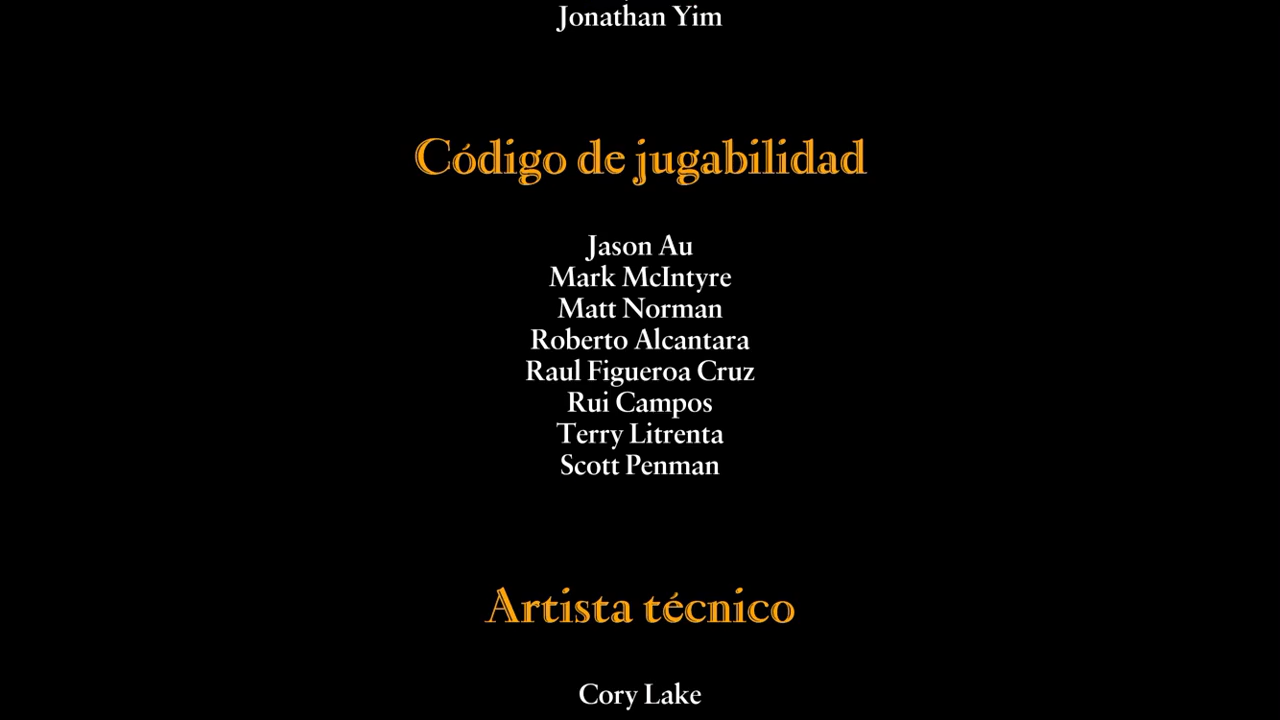 Jonathan Yim
Código de jugabilidad
Jason Au
Mark McIntyre
Matt Norman
Roberto Alcantara
Raul Figueroa Cruz
Rui Campos
Terry Litrenta
Scott Penman
Artista técnico
Cory Lake